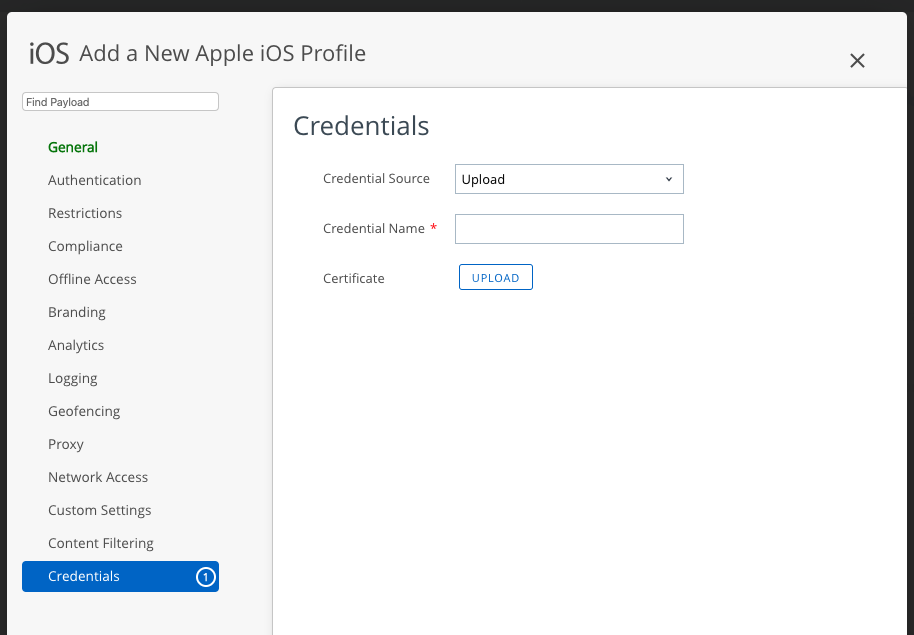 iOS Add a New Apple iOS Profile
Find Payload
General
Authentication
Restrictions
Compliance
Offline Access
Branding
Analytics
Logging
Geofencing
Proxy
Network Access
Custom Settings
Content Filtering
Credentials 1
Credentials
Credential Source Upload
Credential Name *
Certificate UPLOAD